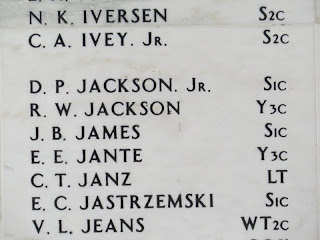 N. K. IVERSEN S2C
C. A. IVEY, JR. S2C
D. P. JACKSON, JR. S1C
R. W. JACKSON Y3C
J. B. JAMES S1C
E. E. JANTE Y3C
C. T. JANZ LT
E. C. JASTRZEMSKI S1C
V. L. JEANS WT2C